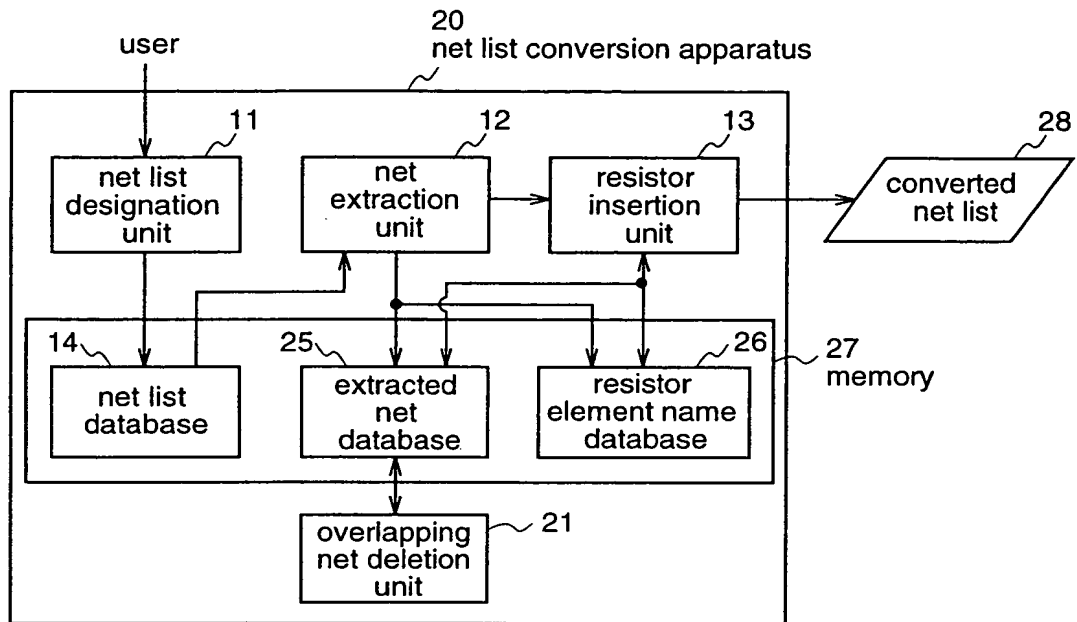 20
user
net list conversion apparatus
11
12
13
28
net list
designation
unit
net
extraction
unit
resistor
insertion
unit
converted
net list
14
25
26
27
memory
net list
database
extracted
net
database
resistor
element name
database
21
overlapping
net deletion
unit